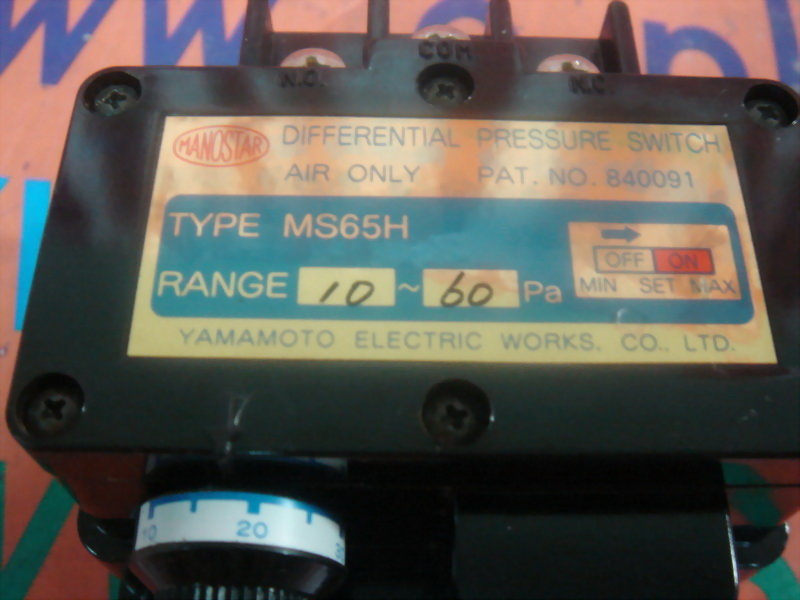 COM
N.O. N.C.
MANOSTAR DIFFERENTIAL PRESSURE SWITCH
AIR ONLY PAT. NO. 840091
TYPE MS65H
OFF ON
RANGE 10 ~ 60 Pa
MIN SET MAX
YAMAMOTO ELECTRIC WORKS. CO., LTD.
10 20